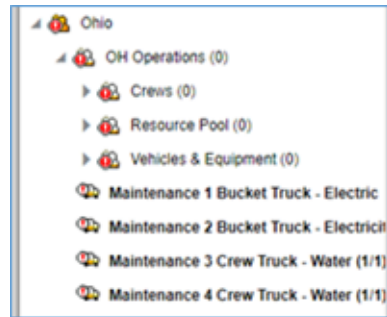 Ohio
OH Operations (0)
Crews (0)
Resource Pool (0)
Vehicles & Equipment (0)
Maintenance 1 Bucket Truck - Electric
Maintenance 2 Bucket Truck - Electricit
Maintenance 3 Crew Truck - Water (1/1)
Maintenance 4 Crew Truck - Water (1/1)